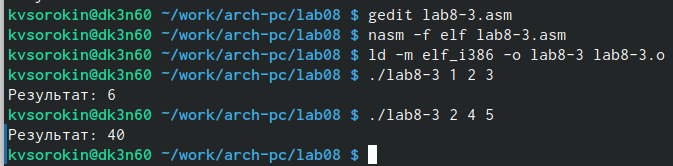 kvsorokin@dk3n60 ~/work/arch-pc/lab08 $ gedit lab8-3.asm
kvsorokin@dk3n60 ~/work/arch-pc/lab08 $ nasm -f elf lab8-3.asm
kvsorokin@dk3n60 ~/work/arch-pc/lab08 $ ld -m elf_i386 -o lab8-3 lab8-3.o
kvsorokin@dk3n60 ~/work/arch-pc/lab08 $ ./lab8-3 1 2 3
Результат: 6
kvsorokin@dk3n60 ~/work/arch-pc/lab08 $ ./lab8-3 2 4 5
Результат: 40
kvsorokin@dk3n60 ~/work/arch-pc/lab08 $